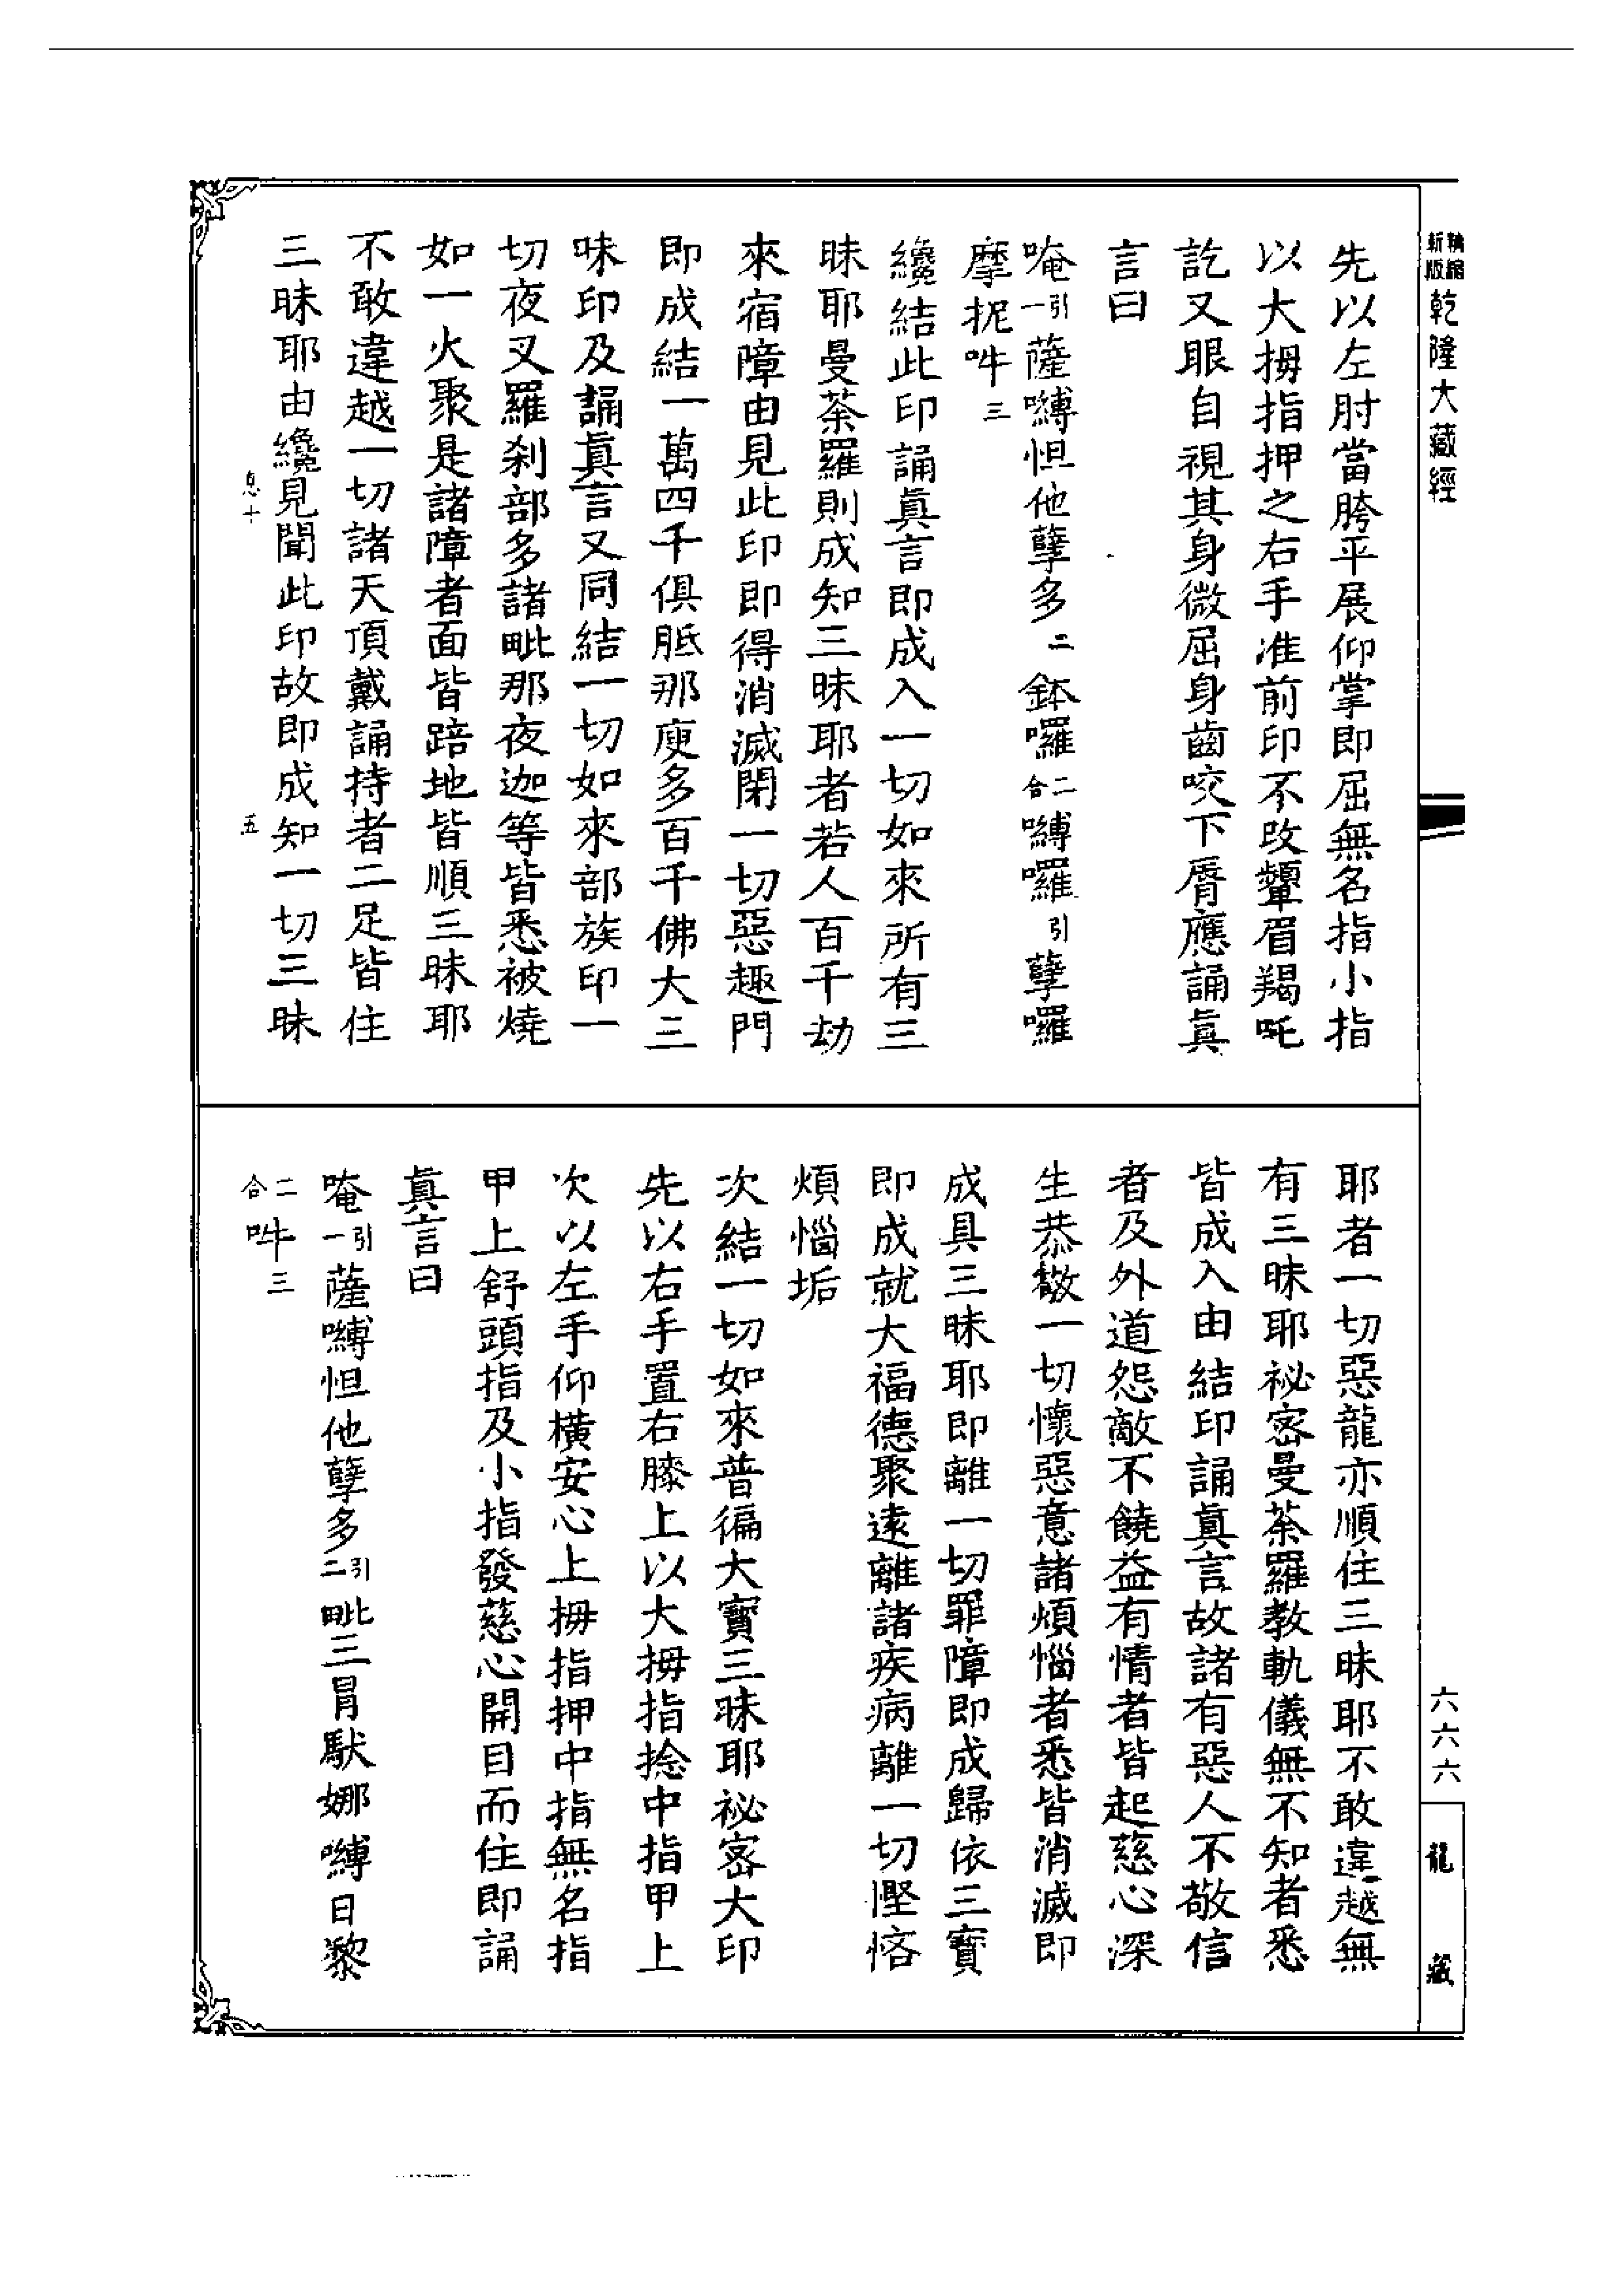 精縮新版乾隆大藏經
先以左肘當胯平展仰掌即屈無名指小指
以大拇指押之右手准前印不改顰眉羯吒
訖又眼自視其身微屈身齒咬下脣應誦眞
言曰
唵引一薩嚩怛他孽多二鉢囉二合嚩囉引孽囉
摩抳吽三
纔結此印誦眞言即成入一切如來所有三
昧耶曼荼羅則成知三昧耶者若人百千劫
來宿障由見此印即得消滅閉一切惡趣門
即成結一萬四千俱胝那庾多百千佛大三
昧印及誦眞言又同結一切如來部族印一
切夜叉羅刹部多諸毗那夜迦等皆悉被燒
如一火聚是諸障者面皆踣地皆順三昧耶
不敢違越一切諸天頂戴誦持者二足皆住
三昧耶由纔見聞此印故即成知一切三昧
息十
五
耶者一切惡龍亦順住三昧耶不敢違越無
有三昧耶祕密曼荼羅教軌儀無不知者悉
皆成入由結印誦眞言故諸有惡人不敬信
者及外道怨敵不饒益有情者皆起慈心深
生恭敬一切懷惡意諸煩惱者悉皆消滅即
成具三昧耶即離一切罪障即成歸依三寶
即成就大福德聚遠離諸疾病離一切慳悋
煩惱垢
次結一切如來普徧大寶三昧耶祕密大印
先以右手置右膝上以大拇指捻中指甲上
次以左手仰橫安心上拇指押中指無名指
甲上舒頭指及小指發慈心開目而住即誦
眞言曰
唵引一薩嚩怛他孽多引二毗三冐馱娜嚩日黎
二合吽三
六六六
龍藏